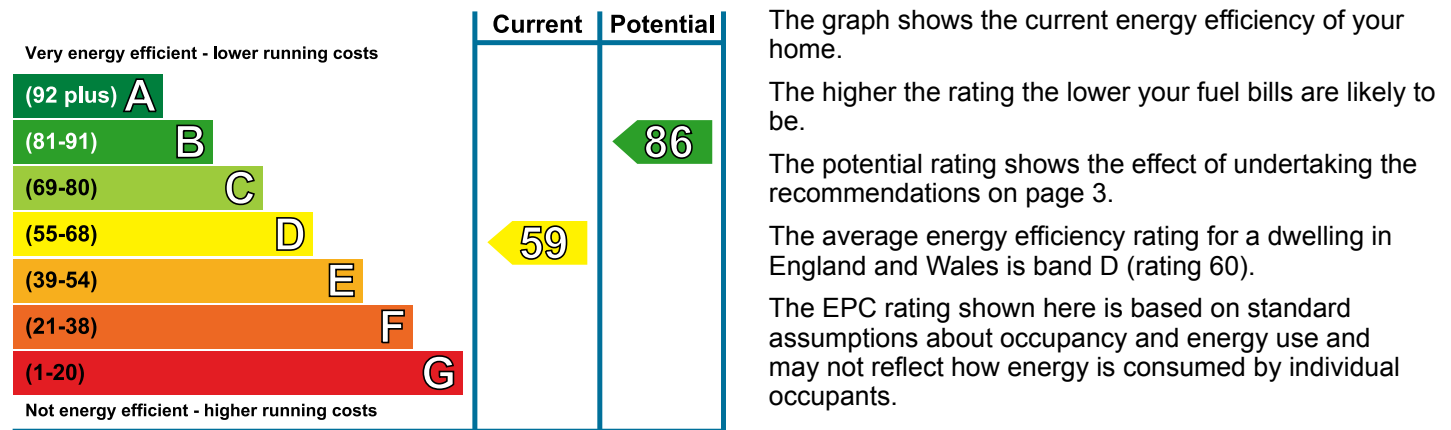 Current Potential
Very energy efficient - lower running costs
(92 plus) A
(81-91) B
86
(69-80) C
(55-68) D
59
(39-54) E
(21-38) F
(1-20) G
Not energy efficient - higher running costs
The graph shows the current energy efficiency of your
home.
The higher the rating the lower your fuel bills are likely to
be.
The potential rating shows the effect of undertaking the
recommendations on page 3.
The average energy efficiency rating for a dwelling in
England and Wales is band D (rating 60).
The EPC rating shown here is based on standard
assumptions about occupancy and energy use and
may not reflect how energy is consumed by individual
occupants.